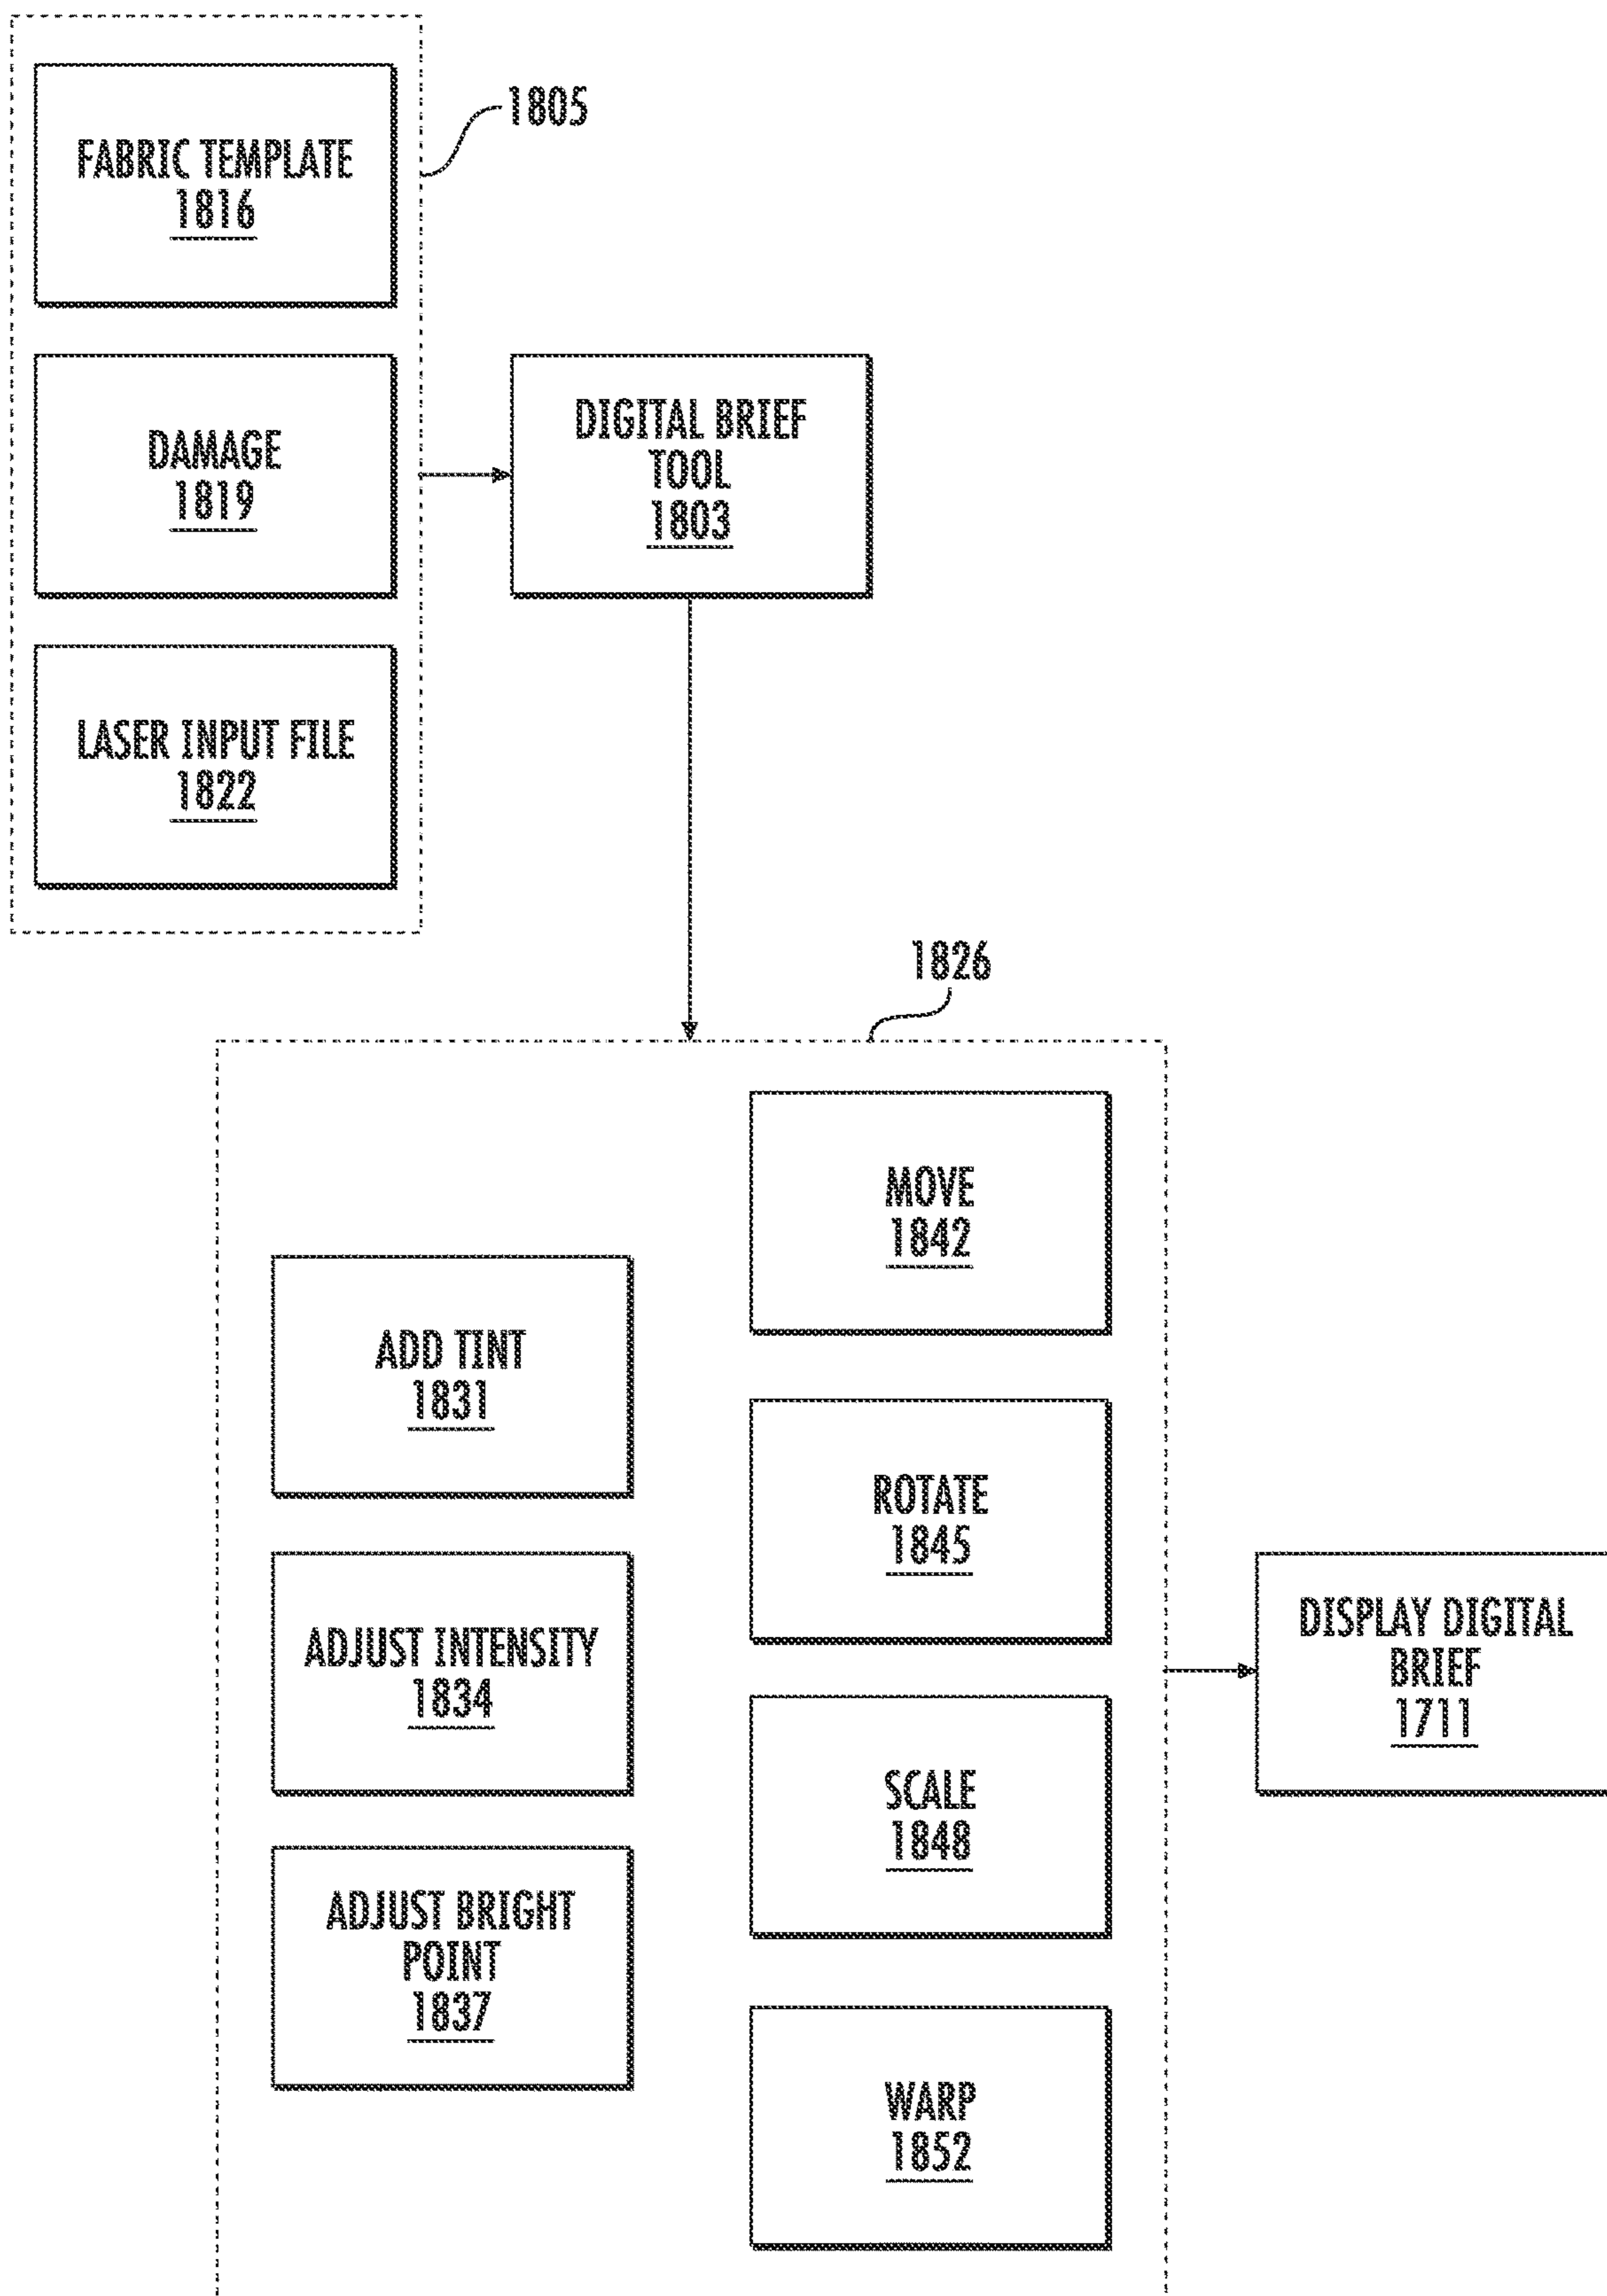 FABRIC TEMPLATE
1816
1805
DAMAGE
1819
DIGITAL BRIEF
TOOL
1803
LASER INPUT FILE
1822
1826
MOVE
1842
ADD TINT
1831
ROTATE
1845
ADJUST INTENSITY
1834
DISPLAY DIGITAL
BRIEF
1711
SCALE
1848
ADJUST BRIGHT
POINT
1837
WARP
1852